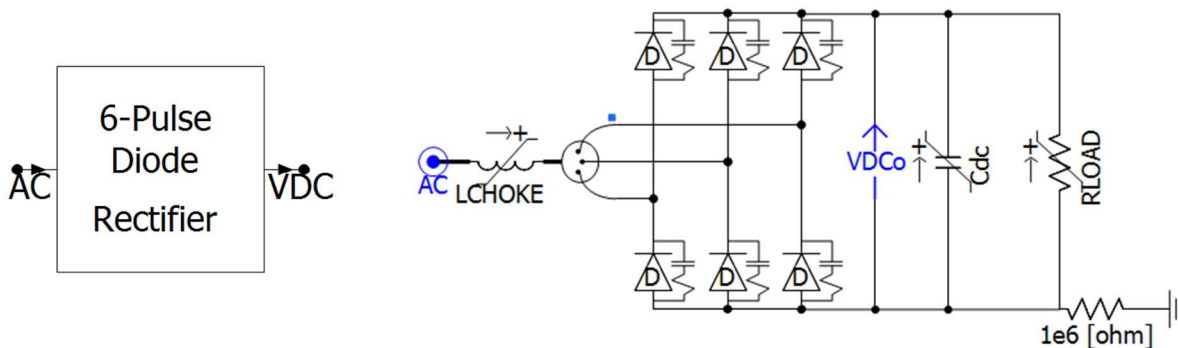 6-Pulse
Diode
Rectifier
AC
VDC
AC
LCHOKE
+
D
D
D
D
D
D
VDCo
+
Cdc
+
RLOAD
1e6 [ohm]